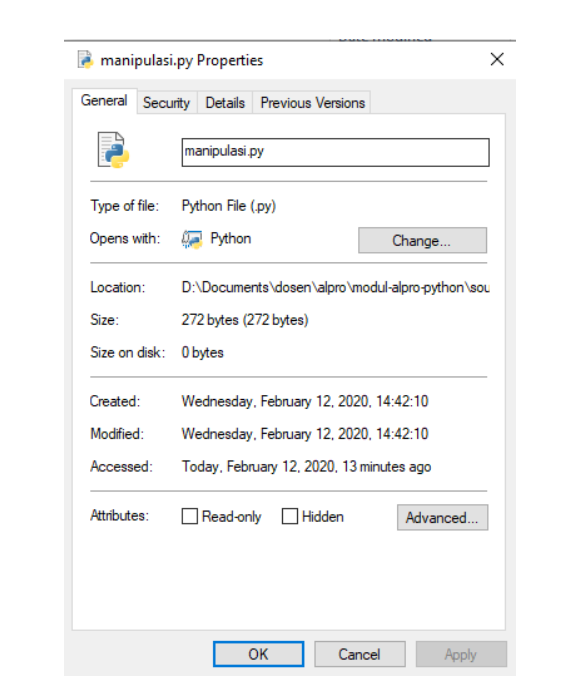 manipulasi.py Properties
General Security Details Previous Versions
manipulasi.py
Type of file: Python File (.py)
Opens with: Python Change...
Location: D:\Documents\dosen\alpro\modul-alpro-python\sou
Size: 272 bytes (272 bytes)
Size on disk: 0 bytes
Created: Wednesday, February 12, 2020, 14:42:10
Modified: Wednesday, February 12, 2020, 14:42:10
Accessed: Today, February 12, 2020, 13 minutes ago
Attributes: Read-only Hidden Advanced...
OK Cancel Apply